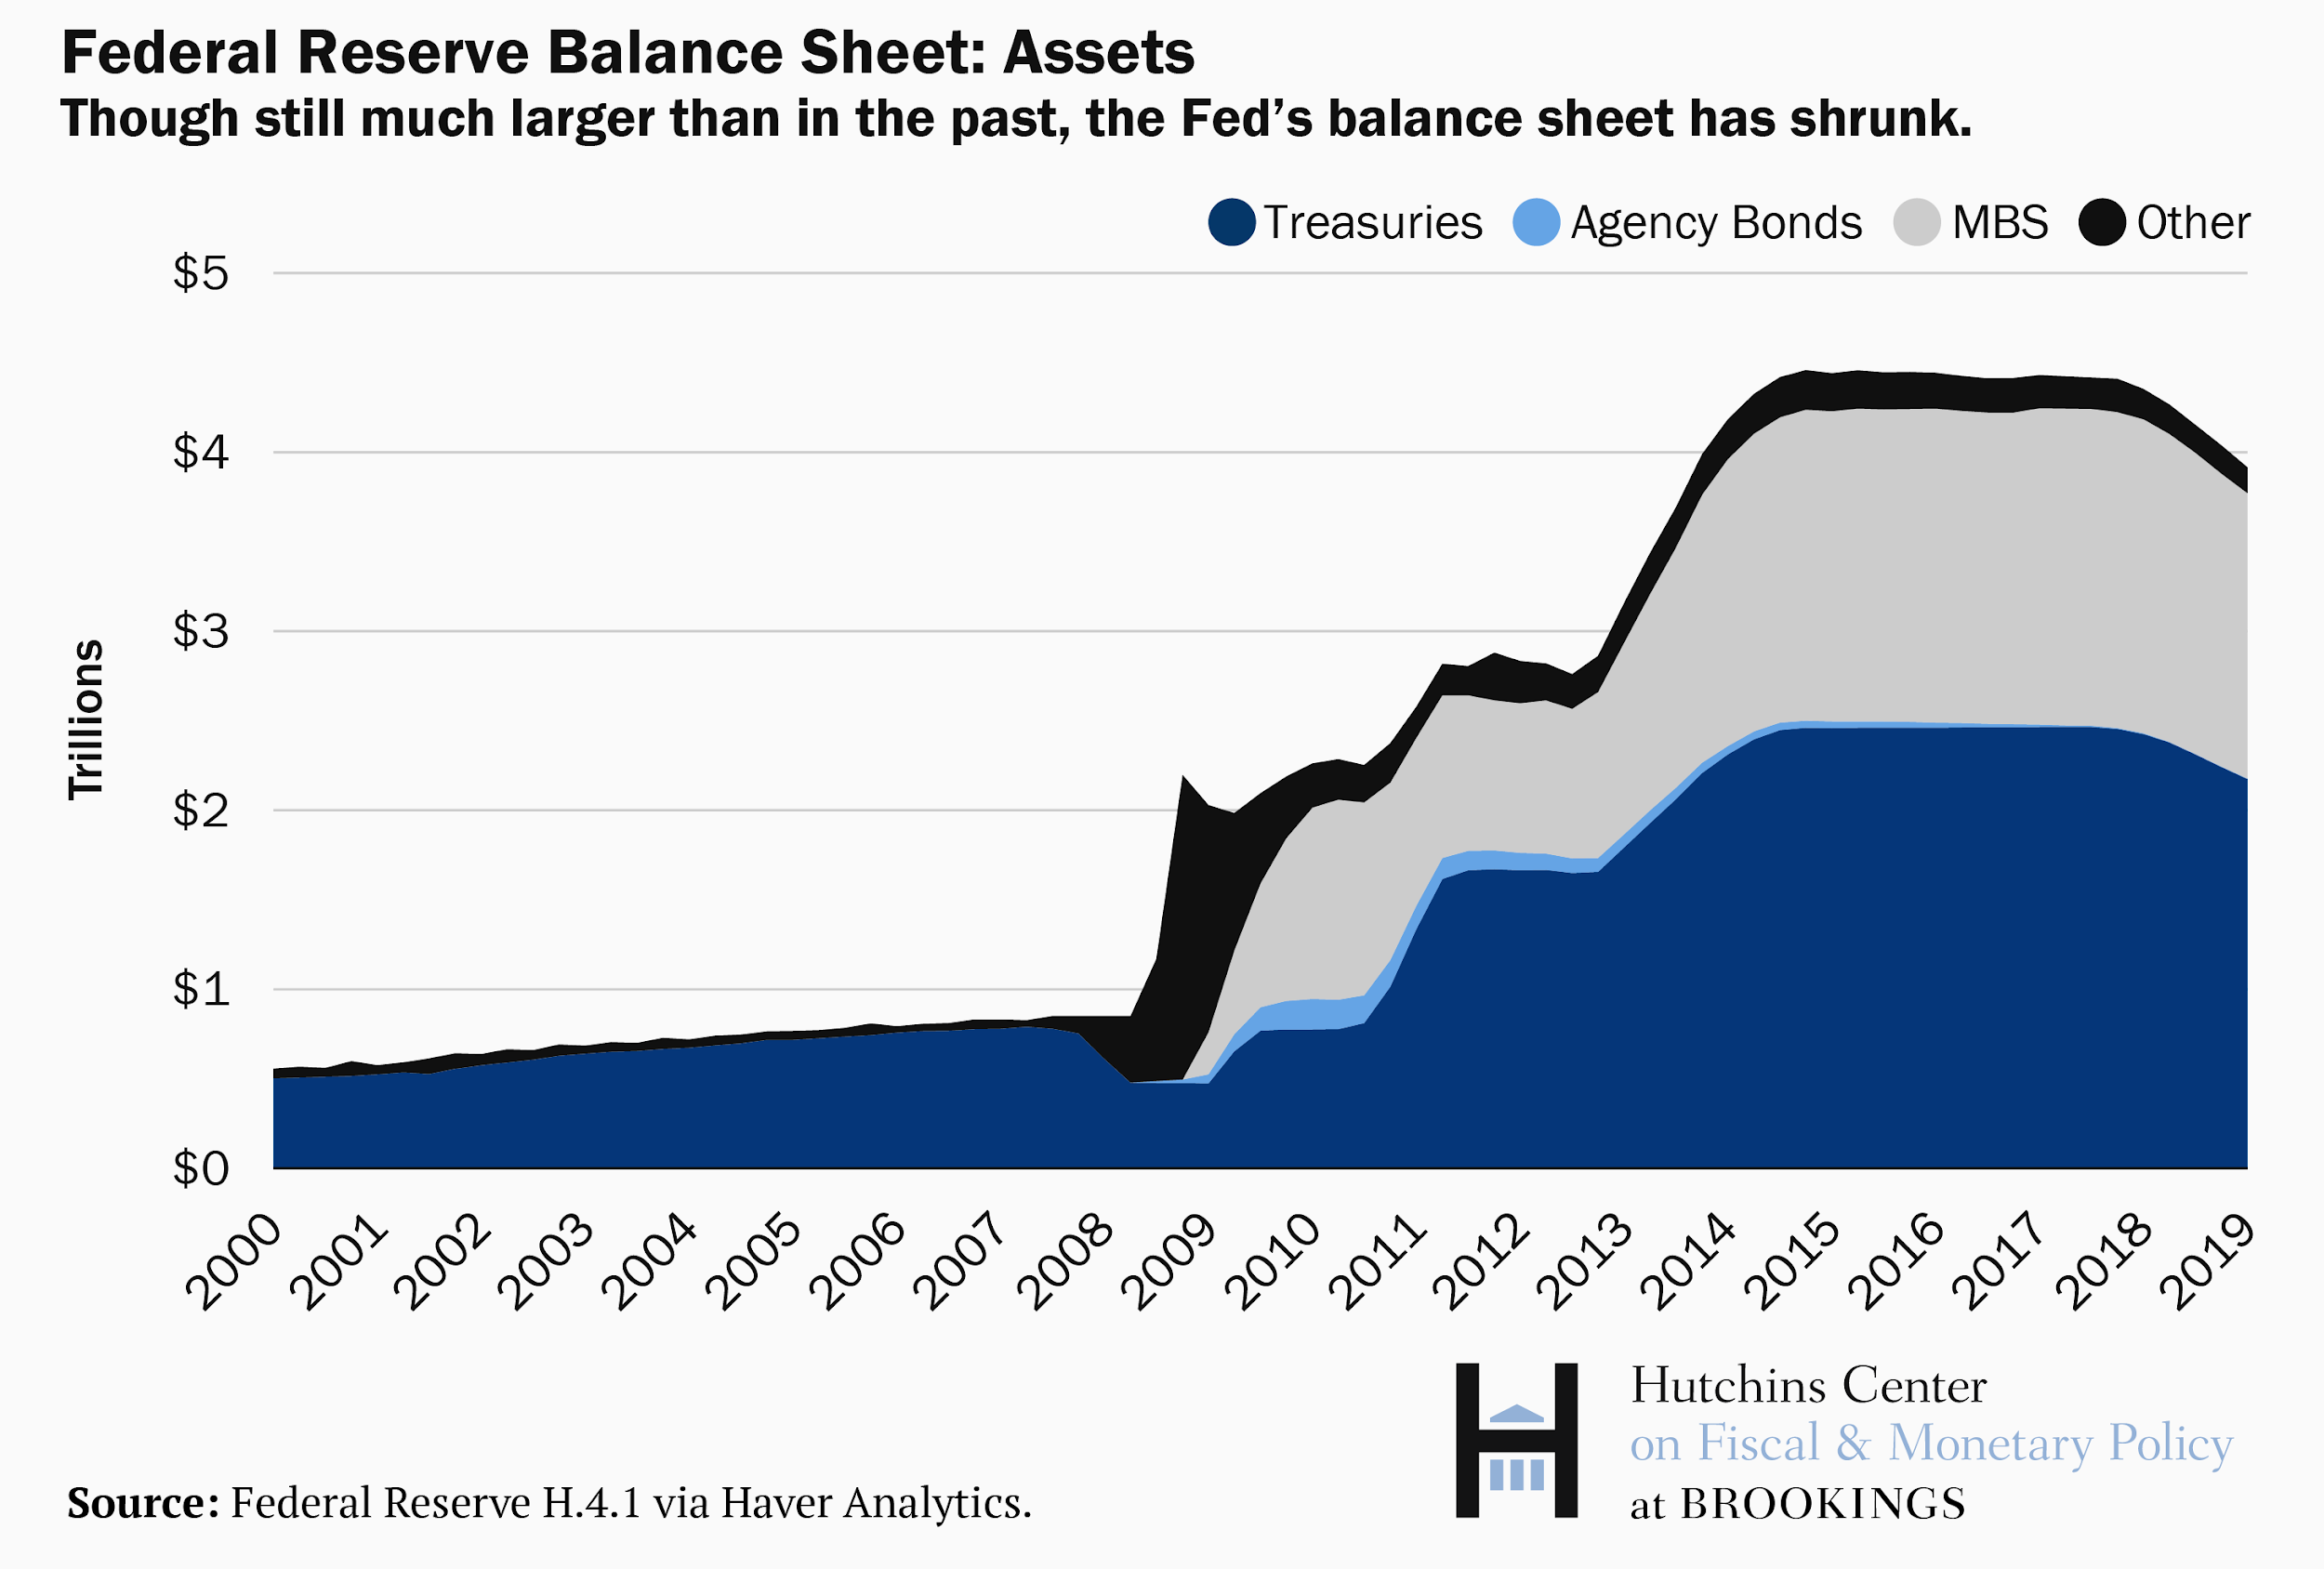 Federal Reserve Balance Sheet: Assets
Though still much larger than in the past, the Fed’s balance sheet has shrunk.
Treasuries Agency Bonds MBS Other
$5
$4
$3
$2
$1
$0
Trillions
2000 2001 2002 2003 2004 2005 2006 2007 2008 2009 2010 2011 2012 2013 2014 2015 2016 2017 2018 2019
Hutchins Center
on Fiscal & Monetary Policy
at BROOKINGS
Source: Federal Reserve H.4.1 via Haver Analytics.